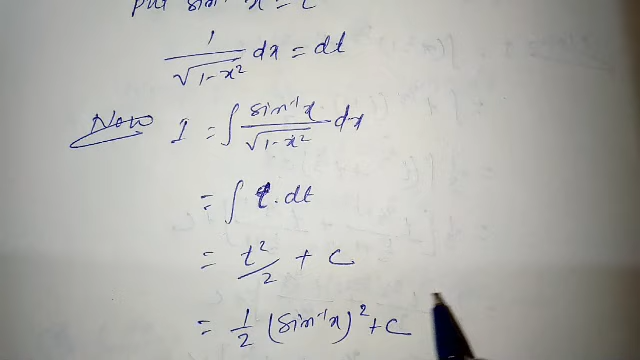 Put sin⁻¹ x = t
1/√(1-x²) dx = dt
Now I = ∫ sin⁻¹x/√(1-x²) dx
= ∫ t. dt
= t²/2 + C
= 1/2 (sin⁻¹x)² + C